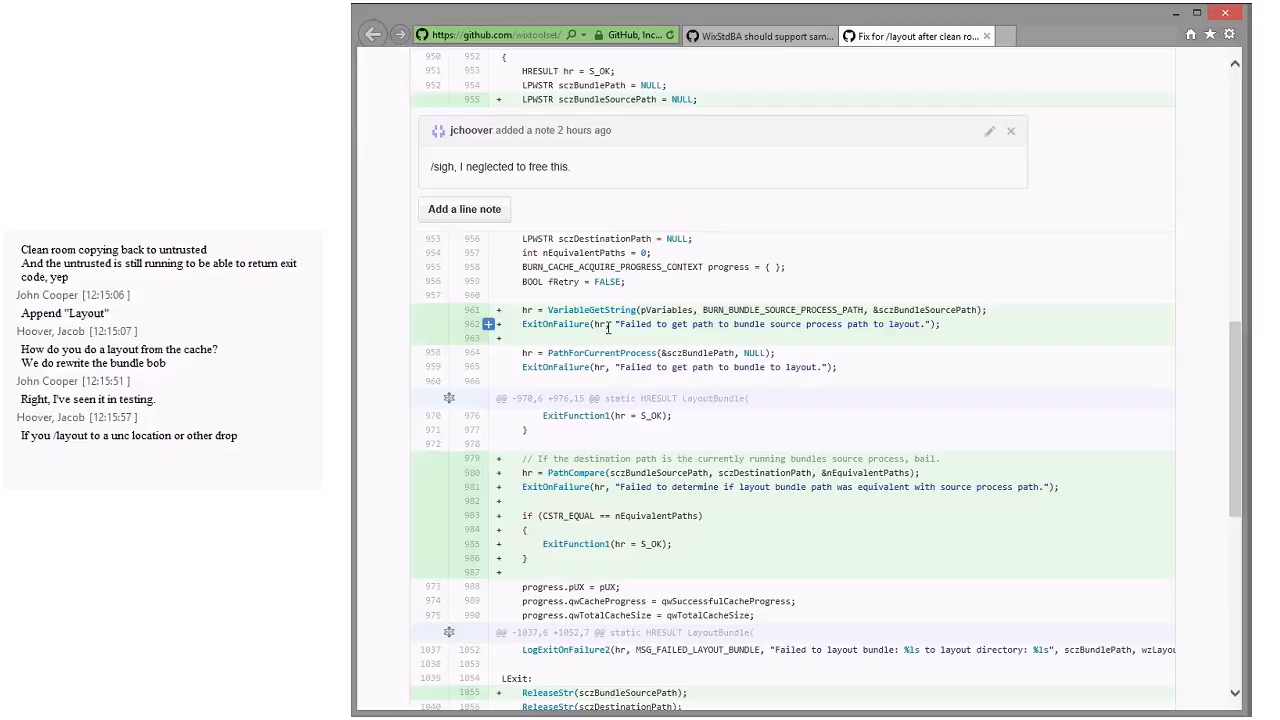 https://github.com/wixtoolset/ GitHub, Inc... WixStdBA should support sam... Fix for /layout after clean ro...
950 952 {
951 953 HRESULT hr = S_OK;
952 954 LPWSTR sczBundlePath = NULL;
955 + LPWSTR sczBundleSourcePath = NULL;
jchoover added a note 2 hours ago
/sigh, I neglected to free this.
Add a line note
953 956 LPWSTR sczDestinationPath = NULL;
954 957 int nEquivalentPaths = 0;
955 958 BURN_CACHE_ACQUIRE_PROGRESS_CONTEXT progress = { };
956 959 BOOL fRetry = FALSE;
957 960
961 + hr = VariableGetString(pVariables, BURN_BUNDLE_SOURCE_PROCESS_PATH, &sczBundleSourcePath);
962 + ExitOnFailure(hr, "Failed to get path to bundle source process path to layout.");
963 +
958 964 hr = PathForCurrentProcess(&sczBundlePath, NULL);
959 965 ExitOnFailure(hr, "Failed to get path to bundle to layout.");
960 966
@@ -970,6 +976,15 @@ static HRESULT LayoutBundle(
970 976 ExitFunction1(hr = S_OK);
971 977 }
972 978
979 + // If the destination path is the currently running bundles source process, bail.
980 + hr = PathCompare(sczBundleSourcePath, sczDestinationPath, &nEquivalentPaths);
981 + ExitOnFailure(hr, "Failed to determine if layout bundle path was equivalent with source process path.");
982 +
983 + if (CSTR_EQUAL == nEquivalentPaths)
984 + {
985 + ExitFunction1(hr = S_OK);
986 + }
987 +
973 988 progress.pUX = pUX;
974 989 progress.qwCacheProgress = qwSuccessfulCacheProgress;
975 990 progress.qwTotalCacheSize = qwTotalCacheSize;
@@ -1037,6 +1052,7 @@ static HRESULT LayoutBundle(
1037 1052 LogExitOnFailure2(hr, MSG_FAILED_LAYOUT_BUNDLE, "Failed to layout bundle: %ls to layout directory: %ls", sczBundlePath, wzLayou
1038 1053
1039 1054 LExit:
1055 + ReleaseStr(sczBundleSourcePath);
1040 1056 ReleaseStr(sczDestinationPath);
Clean room copying back to untrusted
And the untrusted is still running to be able to return exit
code, yep
John Cooper [12:15:06 ]
Append "Layout"
Hoover, Jacob [12:15:07 ]
How do you do a layout from the cache?
We do rewrite the bundle bob
John Cooper [12:15:51 ]
Right, I've seen it in testing.
Hoover, Jacob [12:15:57 ]
If you /layout to a unc location or other drop